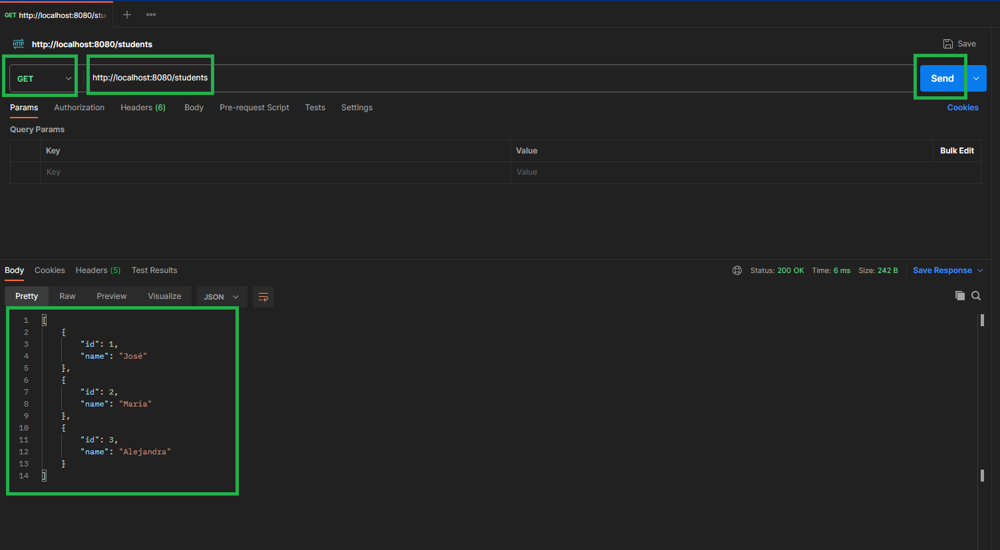 GET http://localhost:8080/stu
http://localhost:8080/students
Save
GET
http://localhost:8080/students
Send
Params Authorization Headers (6) Body Pre-request Script Tests Settings Cookies
Query Params
Key Value Bulk Edit
Key Value
Body Cookies Headers (5) Test Results Status: 200 OK Time: 6 ms Size: 242 B Save Response
Pretty Raw Preview Visualize JSON
1 [
2 {
3 "id": 1,
4 "name": "José"
5 },
6 {
7 "id": 2,
8 "name": "María"
9 },
10 {
11 "id": 3,
12 "name": "Alejandra"
13 }
14 ]